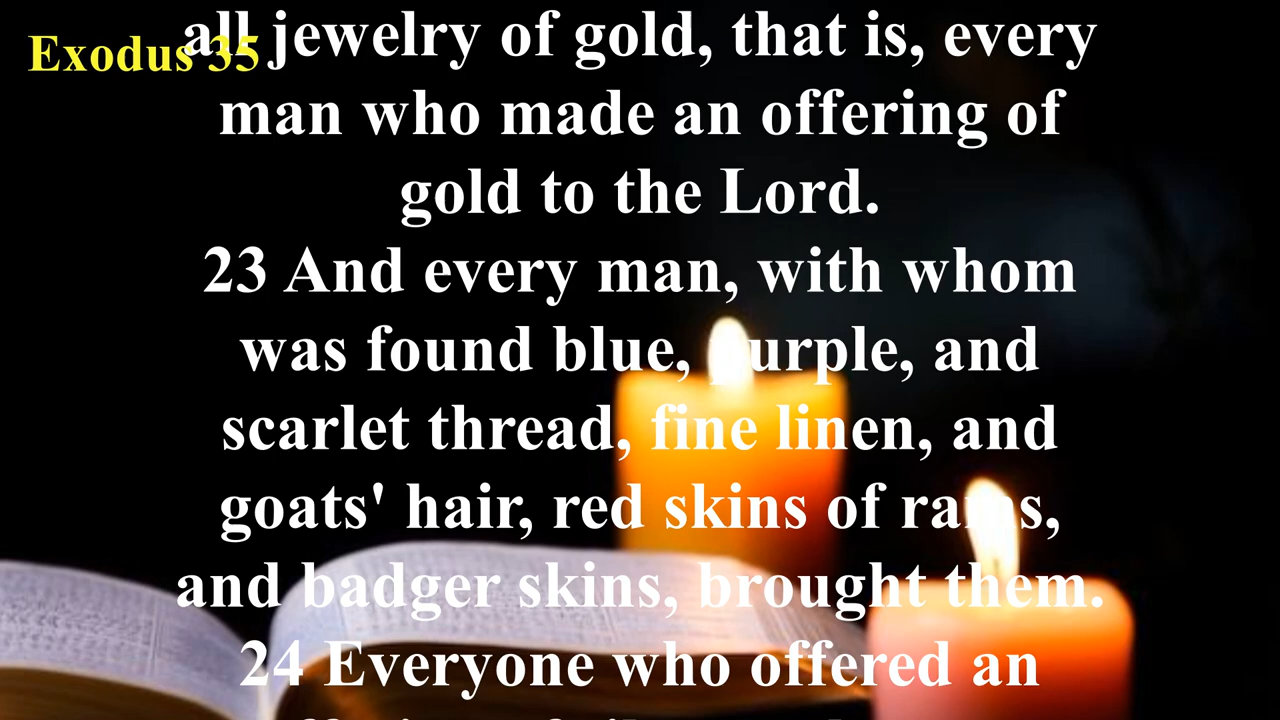 Exodus 35
all jewelry of gold, that is, every
man who made an offering of
gold to the Lord.
23 And every man, with whom
was found blue, purple, and
scarlet thread, fine linen, and
goats' hair, red skins of rams,
and badger skins, brought them.
24 Everyone who offered an